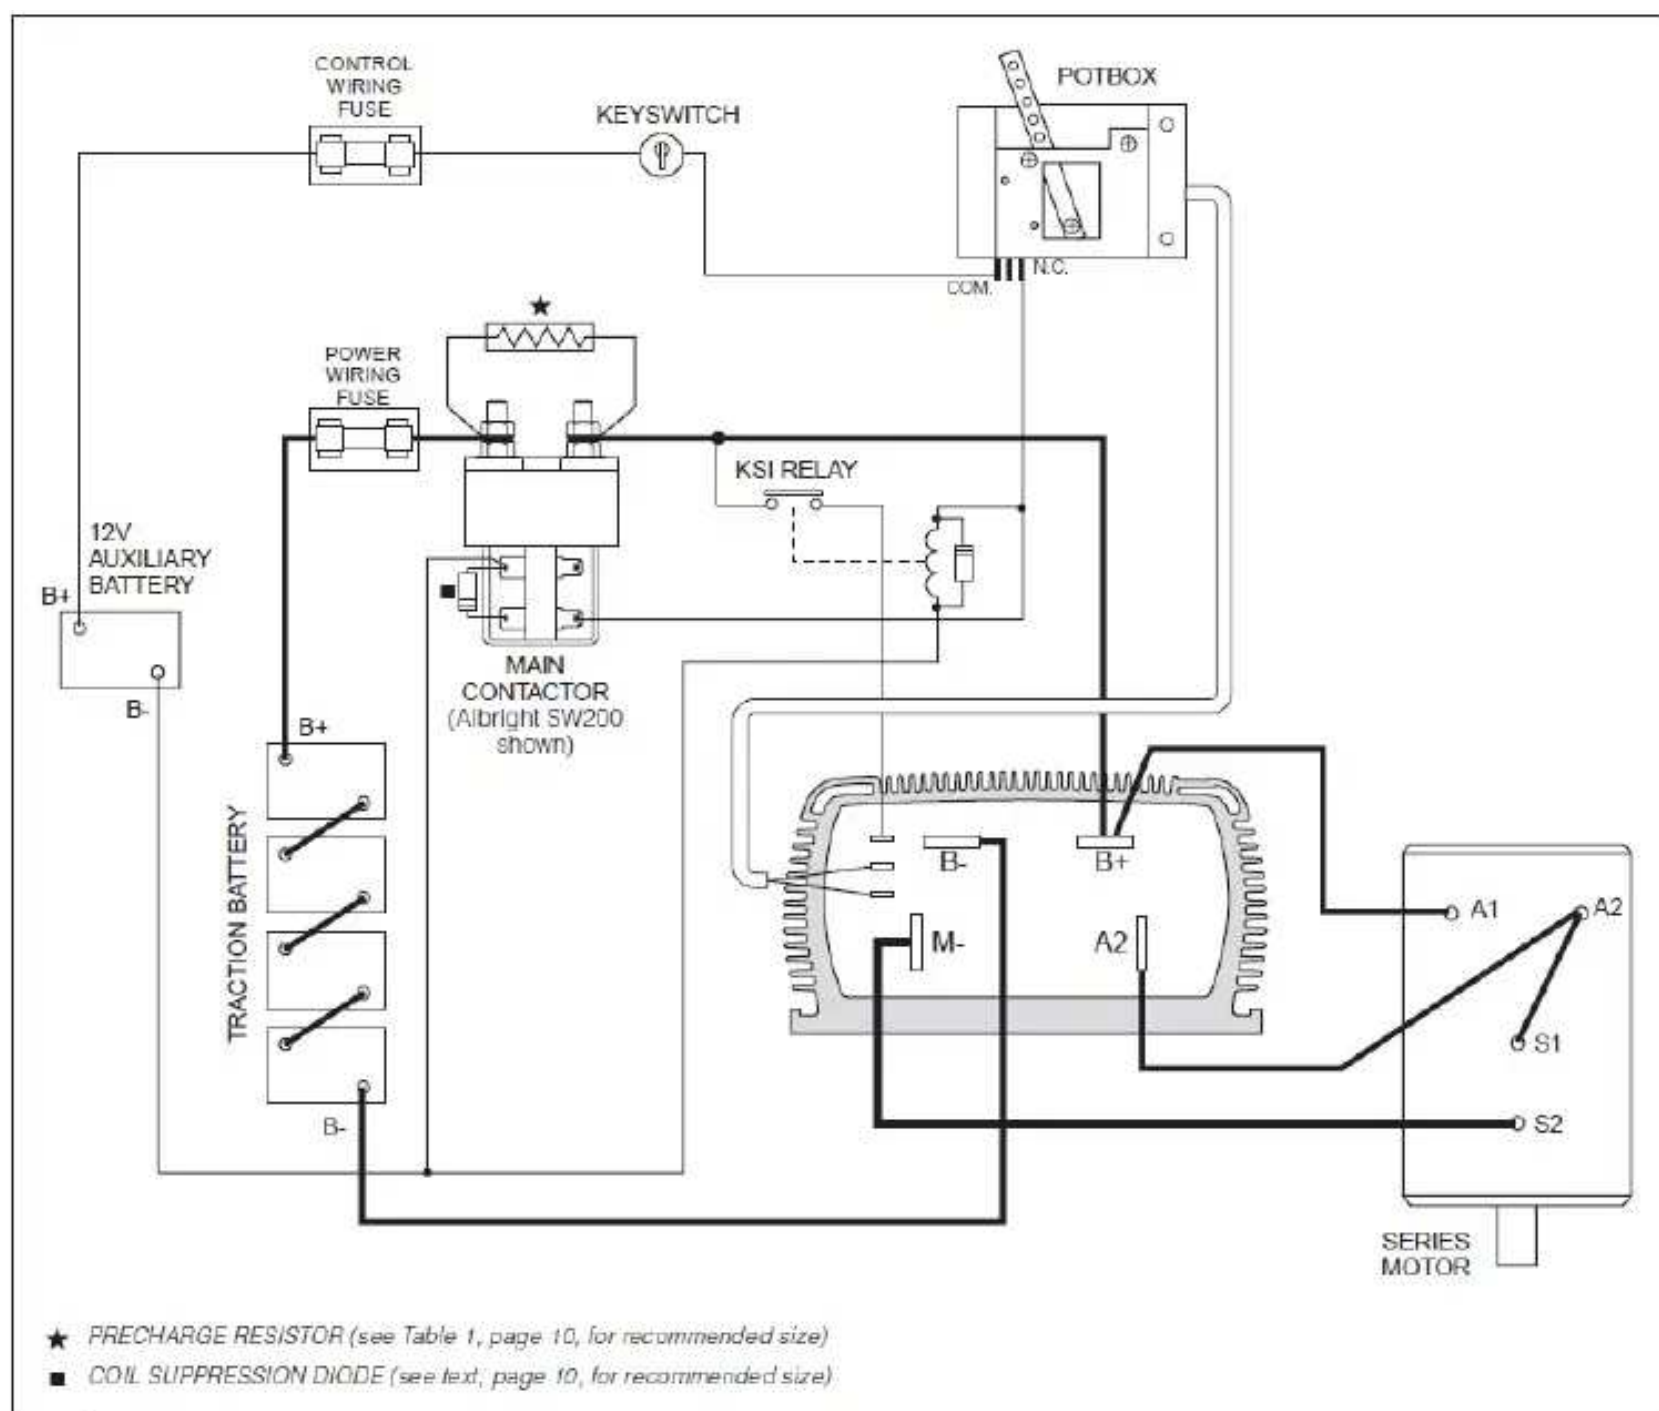 CONTROL
WIRING
FUSE
KEYSWITCH
POTBOX
N.C.
COM.
POWER
WIRING
FUSE
KSI RELAY
12V
AUXILIARY
BATTERY
B+
B-
MAIN
CONTACTOR
(Albright SW200
shown)
B+
TRACTION BATTERY
B-
B-
B+
M-
A2
A1
A2
S1
S2
SERIES
MOTOR
★ PRECHARGE RESISTOR (see Table 1, page 10, for recommended size)
■ COIL SUPPRESSION DIODE (see text, page 10, for recommended size)